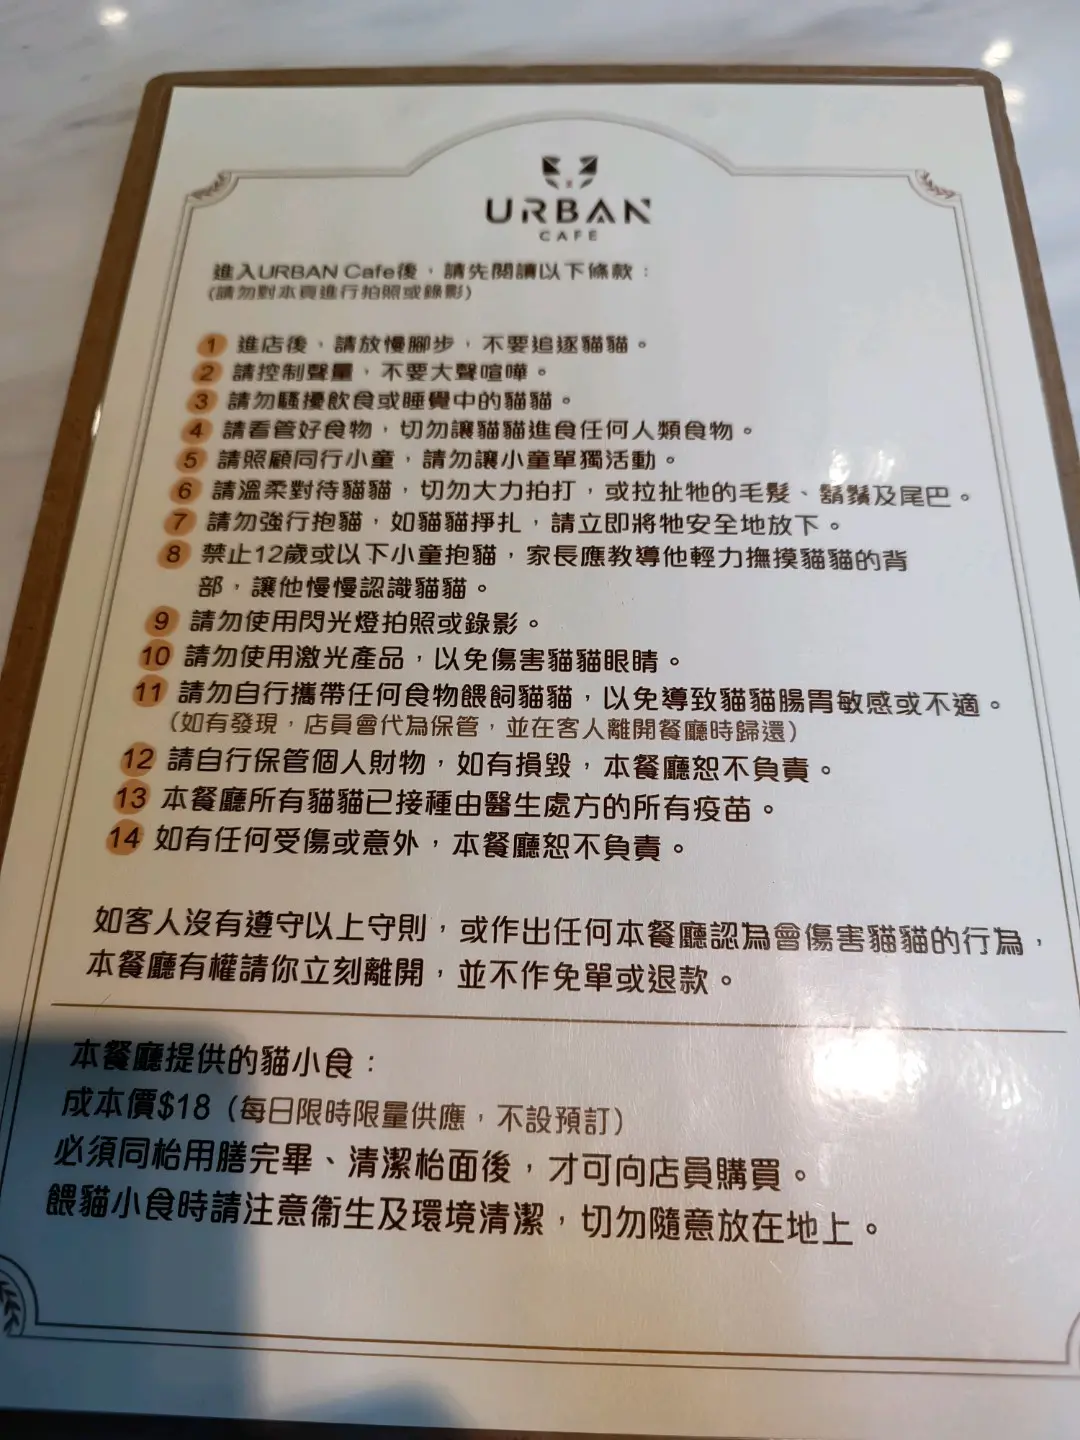 URBAN
CAFE
進入URBAN Cafe後，請先閱讀以下條款：
(請勿對本頁進行拍照或錄影)
1 進店後，請放慢腳步，不要追逐貓貓。
2 請控制聲量，不要大聲喧嘩。
3 請勿騷擾飲食或睡覺中的貓貓。
4 請看管好食物，切勿讓貓貓進食任何人類食物。
5 請照顧同行小童，請勿讓小童單獨活動。
6 請溫柔對待貓貓，切勿大力拍打，或拉扯牠的毛髮、鬍鬚及尾巴。
7 請勿強行抱貓，如貓貓掙扎，請立即將牠安全地放下。
8 禁止12歲或以下小童抱貓，家長應教導他輕力撫摸貓貓的背
部，讓他慢慢認識貓貓。
9 請勿使用閃光燈拍照或錄影。
10 請勿使用激光產品，以免傷害貓貓眼睛。
11 請勿自行攜帶任何食物餵飼貓貓，以免導致貓貓腸胃敏感或不適。
（如有發現，店員會代為保管，並在客人離開餐廳時歸還）
12 請自行保管個人財物，如有損毀，本餐廳恕不負責。
13 本餐廳所有貓貓已接種由醫生處方的所有疫苗。
14 如有任何受傷或意外，本餐廳恕不負責。
如客人沒有遵守以上守則，或作出任何本餐廳認為會傷害貓貓的行為，
本餐廳有權請你立刻離開，並不作免單或退款。
本餐廳提供的貓小食：
成本價$18（每日限時限量供應，不設預訂）
必須同枱用膳完畢、清潔枱面後，才可向店員購買。
餵貓小食時請注意衞生及環境清潔，切勿隨意放在地上。